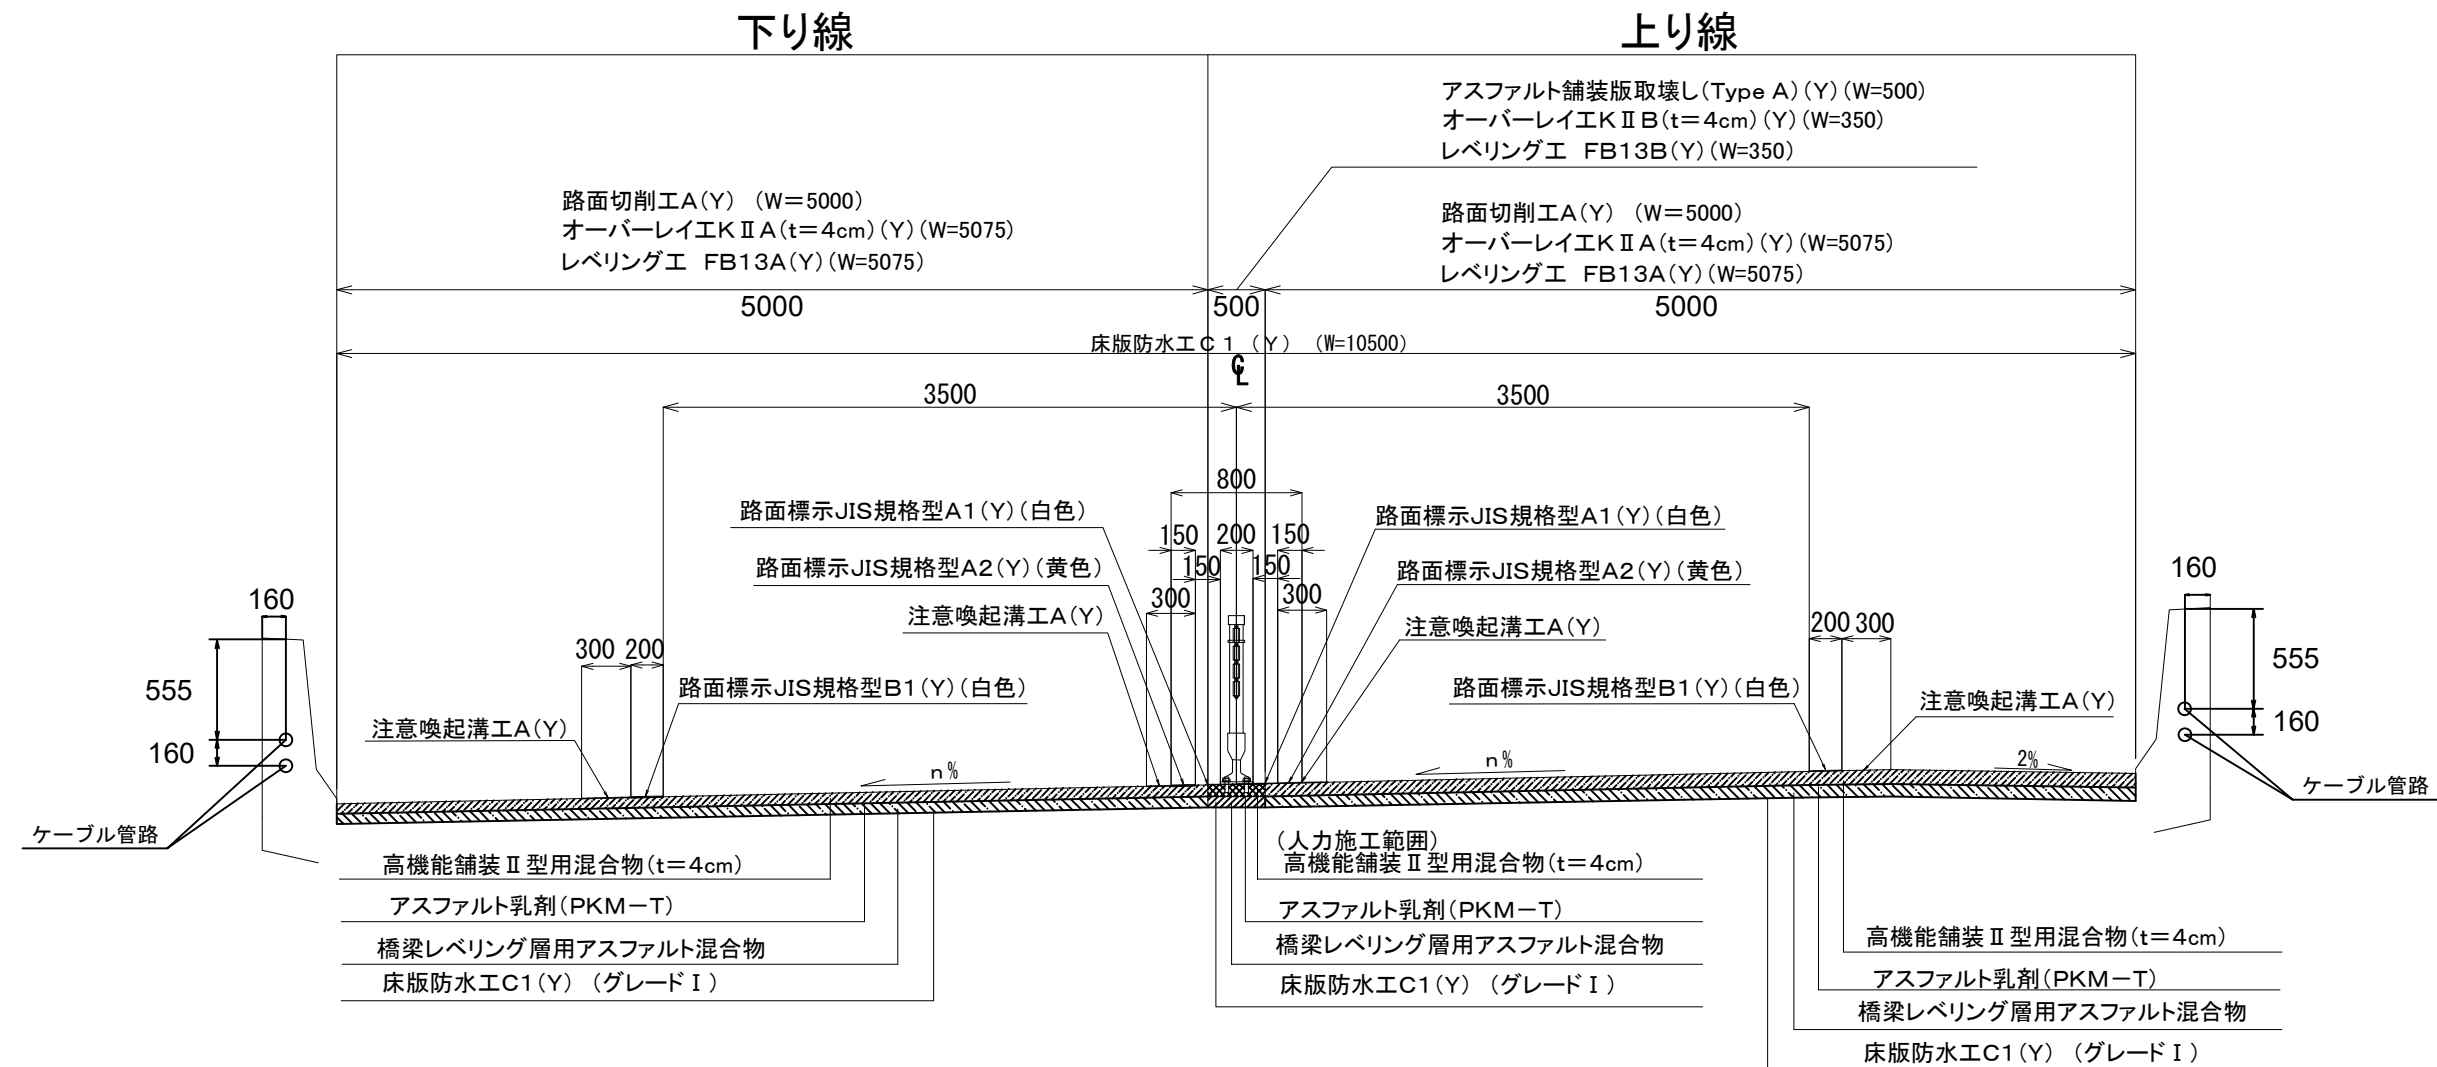 下り線
上り線
アスファルト舗装版取壊し(Type A)(Y)(W=500)
オーバーレイ工KⅡB(t=4cm)(Y)(W=350)
レベリング工 FB13B(Y)(W=350)
路面切削工A(Y) (W=5000)
オーバーレイ工KⅡA(t=4cm)(Y)(W=5075)
レベリング工 FB13A(Y)(W=5075)
路面切削工A(Y) (W=5000)
オーバーレイ工KⅡA(t=4cm)(Y)(W=5075)
レベリング工 FB13A(Y)(W=5075)
5000
500
5000
床版防水工C1(Y) (W=10500)
CL
3500
3500
800
路面標示JIS規格型A1(Y)(白色)
路面標示JIS規格型A1(Y)(白色)
150
200
150
150
150
路面標示JIS規格型A2(Y)(黄色)
路面標示JIS規格型A2(Y)(黄色)
300
300
注意喚起溝工A(Y)
注意喚起溝工A(Y)
160
555
160
300
200
路面標示JIS規格型B1(Y)(白色)
注意喚起溝工A(Y)
160
555
160
200
300
路面標示JIS規格型B1(Y)(白色)
注意喚起溝工A(Y)
n%
n%
2%
ケーブル管路
ケーブル管路
高機能舗装Ⅱ型用混合物(t=4cm)
アスファルト乳剤(PKM-T)
橋梁レベリング層用アスファルト混合物
床版防水工C1(Y) (グレードⅠ)
(人力施工範囲)
高機能舗装Ⅱ型用混合物(t=4cm)
アスファルト乳剤(PKM-T)
橋梁レベリング層用アスファルト混合物
床版防水工C1(Y) (グレードⅠ)
高機能舗装Ⅱ型用混合物(t=4cm)
アスファルト乳剤(PKM-T)
橋梁レベリング層用アスファルト混合物
床版防水工C1(Y) (グレードⅠ)